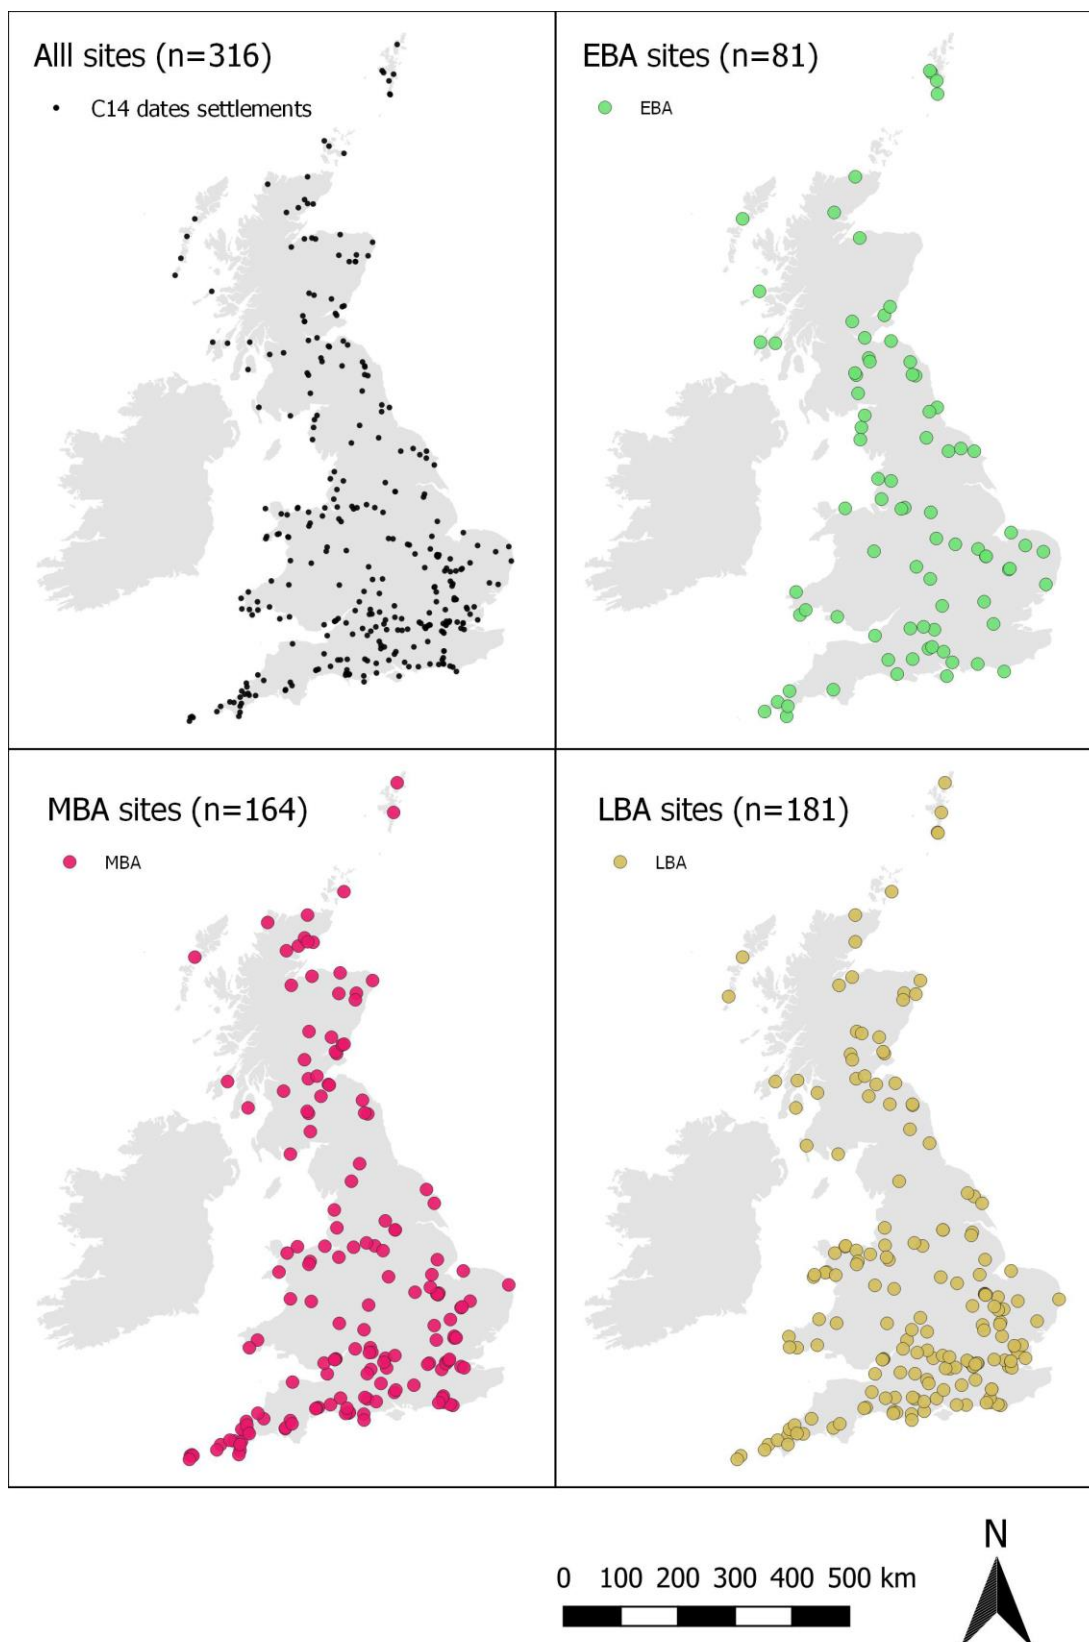 Alll sites (n=316)
C14 dates settlements
EBA sites (n=81)
EBA
MBA sites (n=164)
MBA
LBA sites (n=181)
LBA
N
0 100 200 300 400 500 km